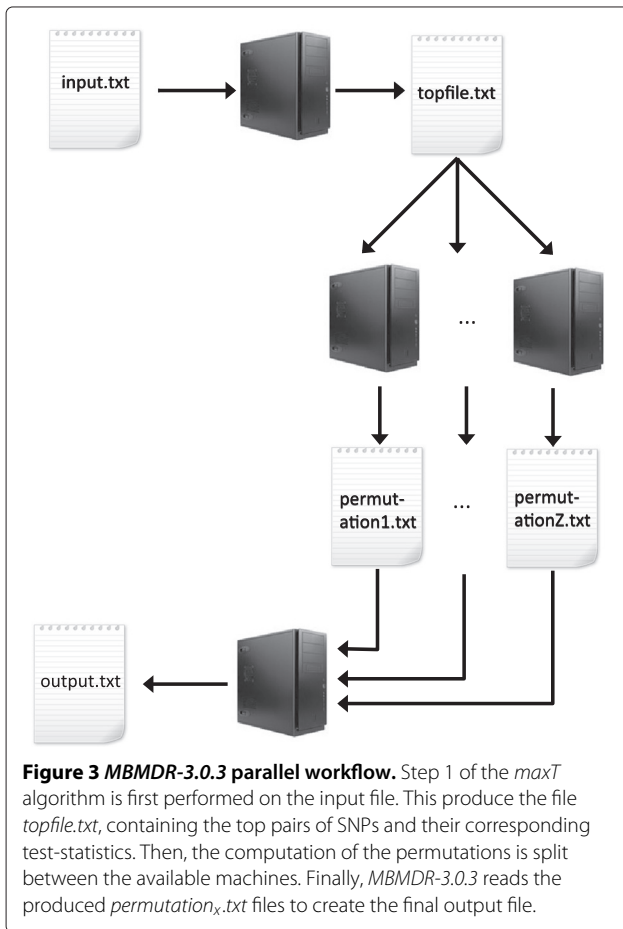 input.txt
topfile.txt
...
permut-
ation1.txt
...
permut-
ationZ.txt
output.txt
Figure 3 MBMDR-3.0.3 parallel workflow. Step 1 of the maxT
algorithm is first performed on the input file. This produce the file
topfile.txt, containing the top pairs of SNPs and their corresponding
test-statistics. Then, the computation of the permutations is split
between the available machines. Finally, MBMDR-3.0.3 reads the
produced permutationx.txt files to create the final output file.